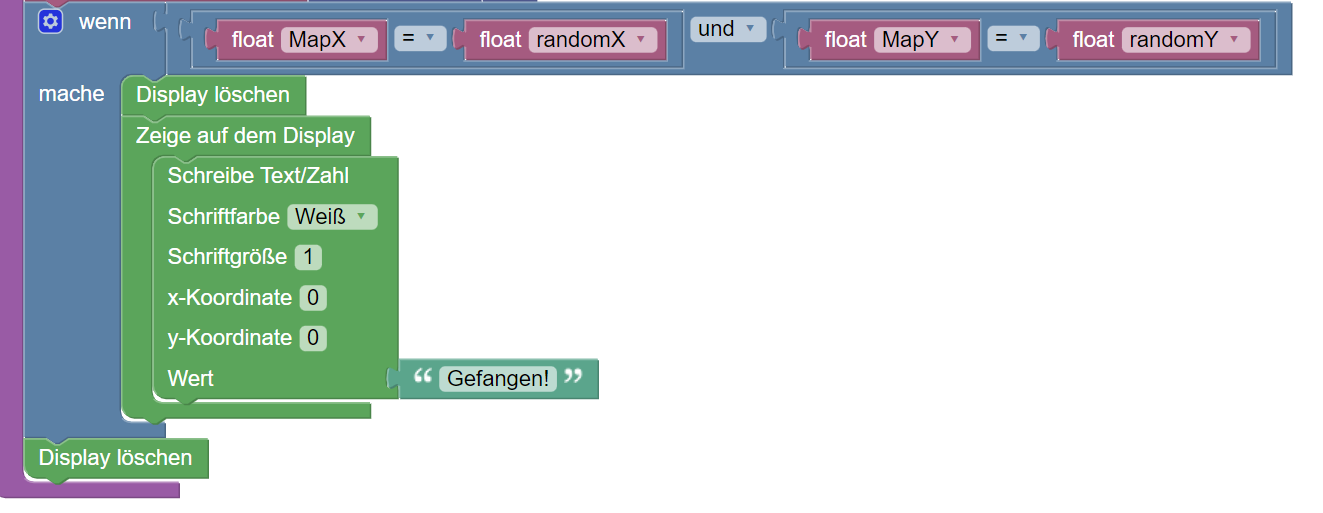 wenn float MapX = float randomX und float MapY = float randomY
mache Display löschen
Zeige auf dem Display
Schreibe Text/Zahl
Schriftfarbe Weiß
Schriftgröße 1
x-Koordinate 0
y-Koordinate 0
Wert “ Gefangen! ”
Display löschen